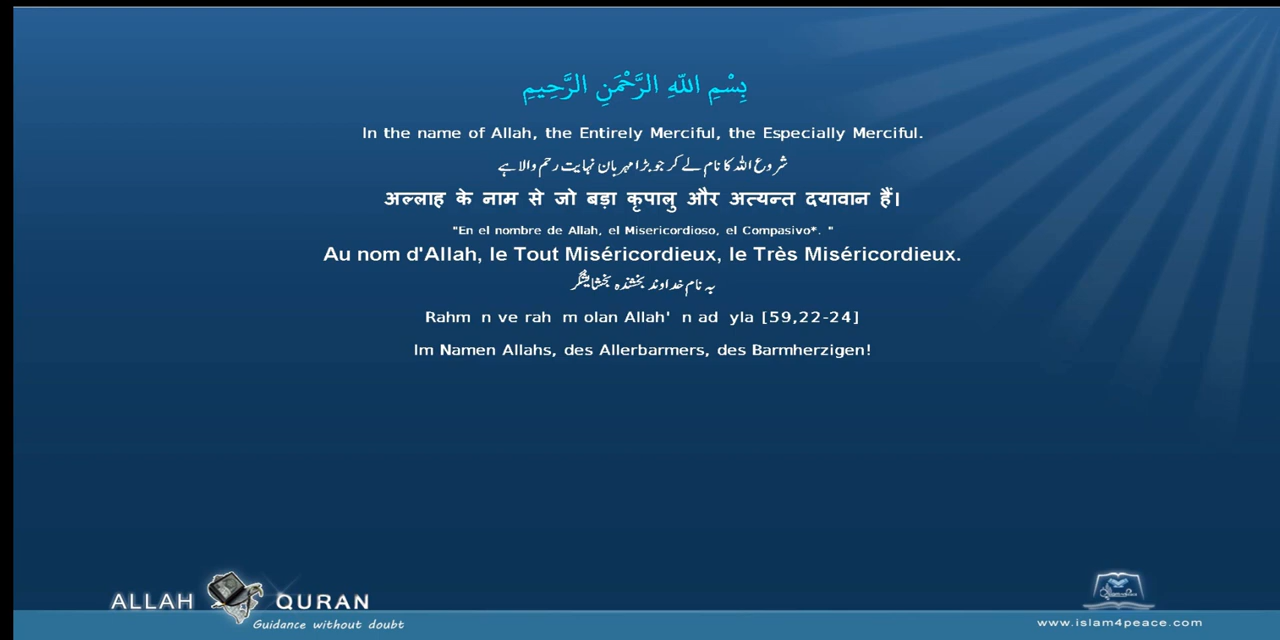 بِسْمِ اللَّهِ الرَّحْمَنِ الرَّحِيمِ
In the name of Allah, the Entirely Merciful, the Especially Merciful.
شروع اللہ کا نام لے کر جو بڑا مہربان نہایت رحم والا ہے
अल्लाह के नाम से जो बड़ा कृपालु और अत्यन्त दयावान हैं।
"En el nombre de Allah, el Misericordioso, el Compasivo*. "
Au nom d'Allah, le Tout Miséricordieux, le Très Miséricordieux.
بہ نام خداوند بخشندہ بخشایشگر
Rahm n ve rah m olan Allah' n ad yla [59,22-24]
Im Namen Allahs, des Allerbarmers, des Barmherzigen!
ALLAH QURAN
Guidance without doubt
www.islam4peace.com